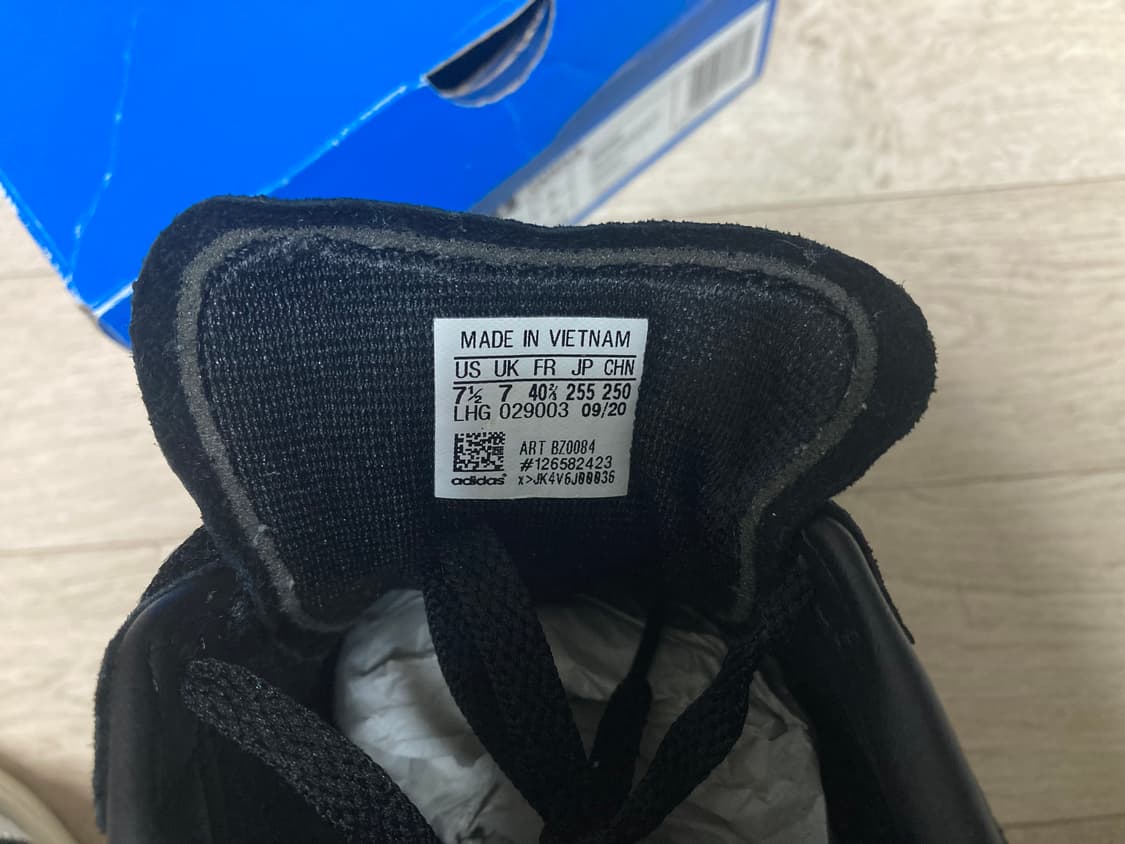 MADE IN VIETNAM
US UK FR JP CHN
7½ 7 40⅔ 255 250
LHG 029003 09/20
ART BZ0084
#126582423
adidas x>JK4V6J00036